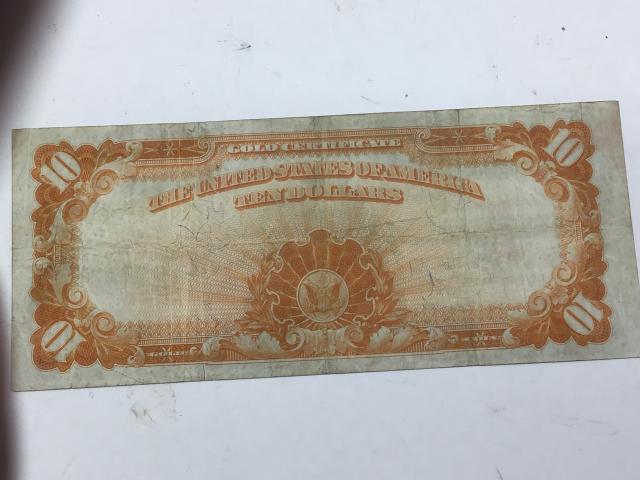 10 GOLD CERTIFICATE 10
THE UNITED STATES OF AMERICA
TEN DOLLARS
10 10